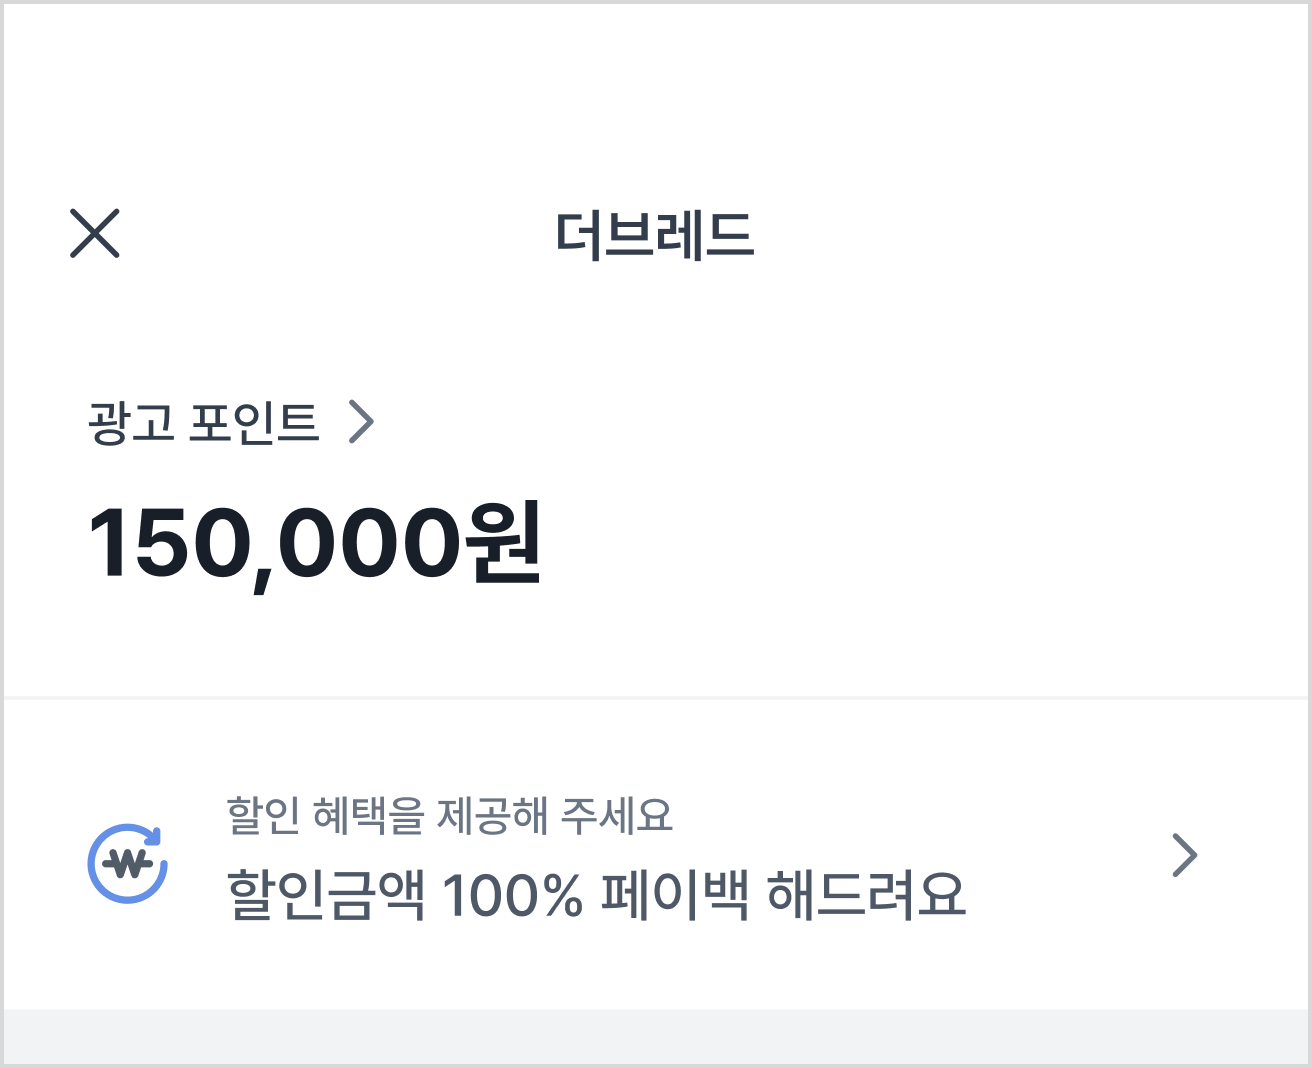 더브레드
광고 포인트
150,000원
할인 혜택을 제공해 주세요
할인금액 100% 페이백 해드려요